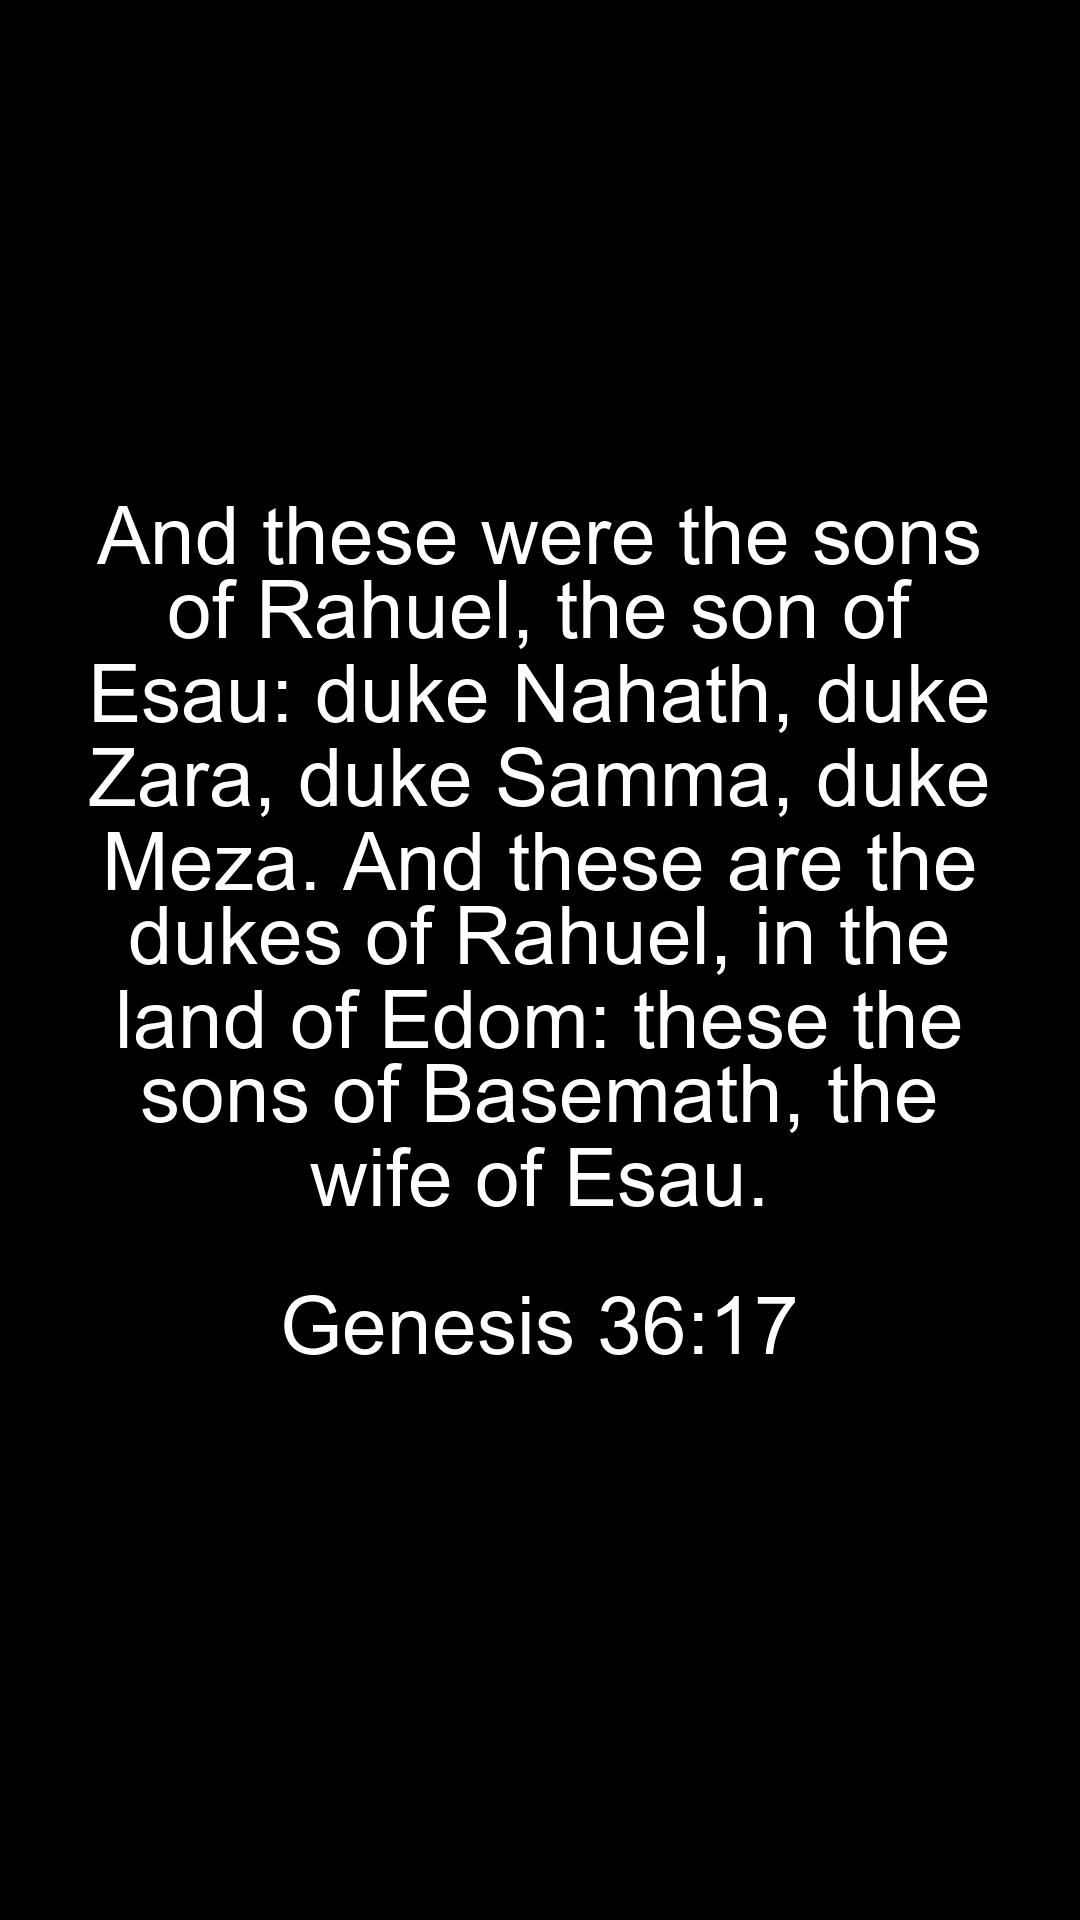 And these were the sons
of Rahuel, the son of
Esau: duke Nahath, duke
Zara, duke Samma, duke
Meza. And these are the
dukes of Rahuel, in the
land of Edom: these the
sons of Basemath, the
wife of Esau.
Genesis 36:17